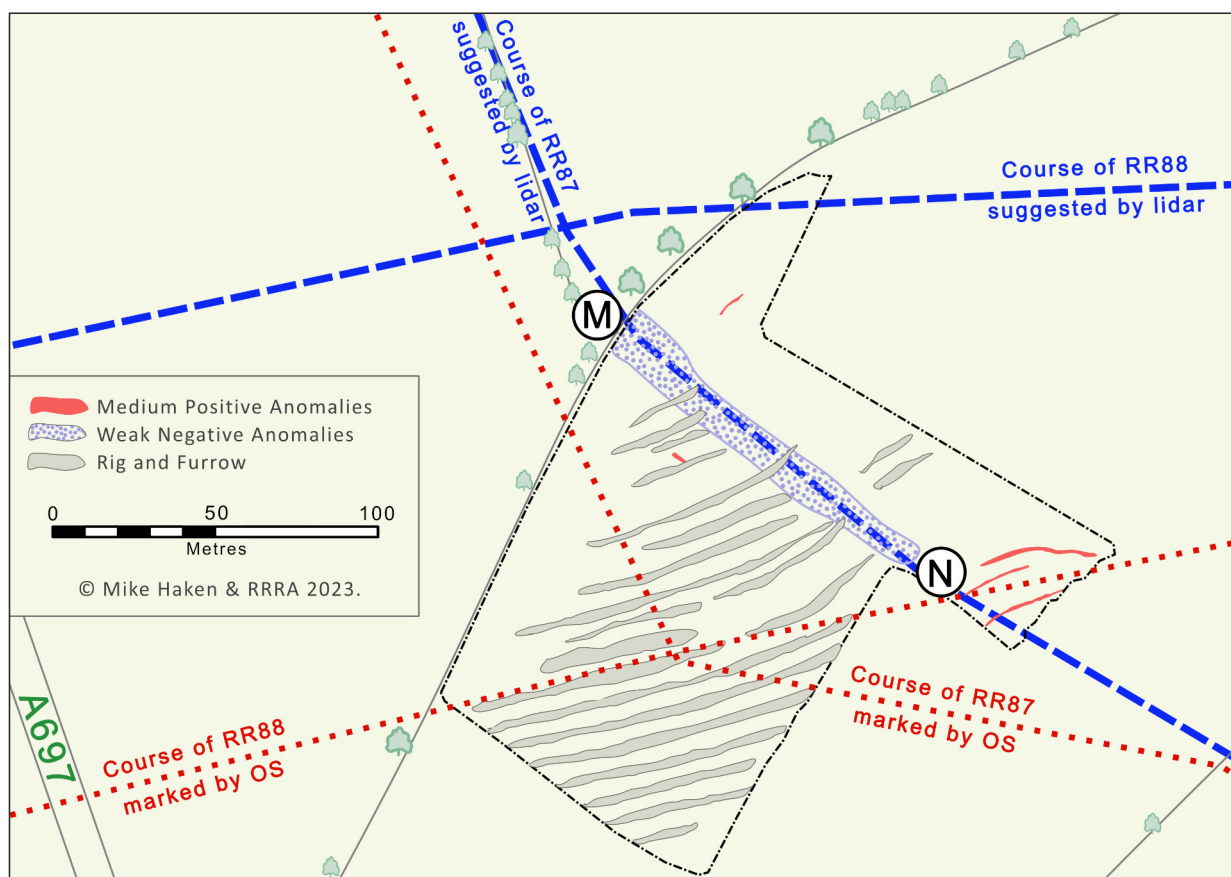 Course of RR87
suggested by lidar
Course of RR88
suggested by lidar
M
Medium Positive Anomalies
Weak Negative Anomalies
Rig and Furrow
0 50 100
Metres
© Mike Haken & RRRA 2023.
N
A697
Course of RR88
marked by OS
Course of RR87
marked by OS